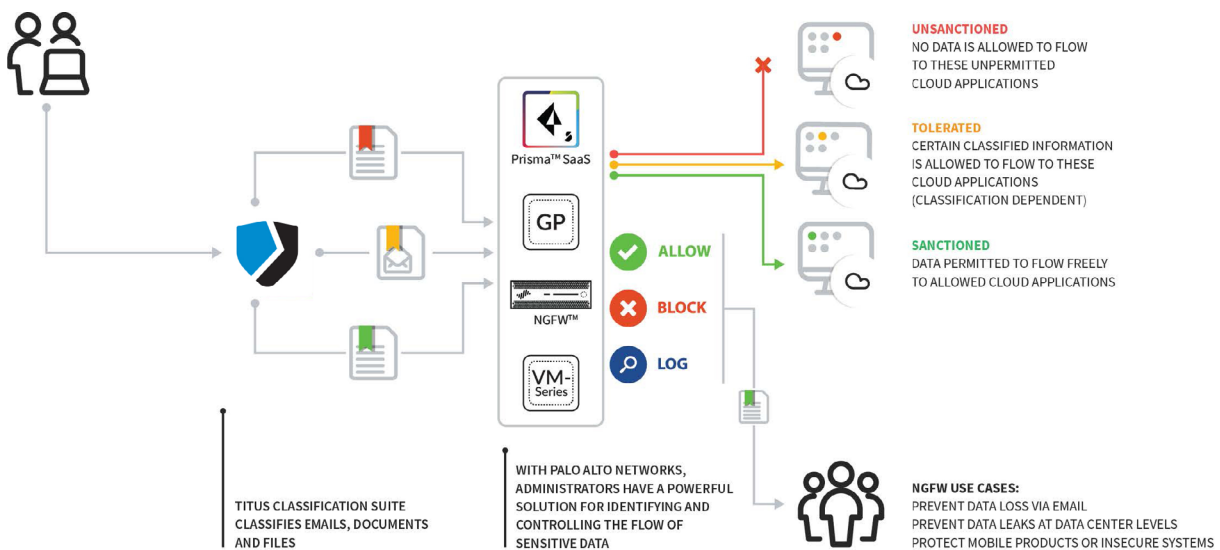 UNSANCTIONED
NO DATA IS ALLOWED TO FLOW
TO THESE UNPERMITTED
CLOUD APPLICATIONS
TOLERATED
CERTAIN CLASSIFIED INFORMATION
IS ALLOWED TO FLOW TO THESE
CLOUD APPLICATIONS
(CLASSIFICATION DEPENDENT)
SANCTIONED
DATA PERMITTED TO FLOW FREELY
TO ALLOWED CLOUD APPLICATIONS
S
Prisma™ SaaS
GP
NGFW™
VM-
Series
ALLOW
BLOCK
LOG
TITUS CLASSIFICATION SUITE
CLASSIFIES EMAILS, DOCUMENTS
AND FILES
WITH PALO ALTO NETWORKS,
ADMINISTRATORS HAVE A POWERFUL
SOLUTION FOR IDENTIFYING AND
CONTROLLING THE FLOW OF
SENSITIVE DATA
NGFW USE CASES:
PREVENT DATA LOSS VIA EMAIL
PREVENT DATA LEAKS AT DATA CENTER LEVELS
PROTECT MOBILE PRODUCTS OR INSECURE SYSTEMS